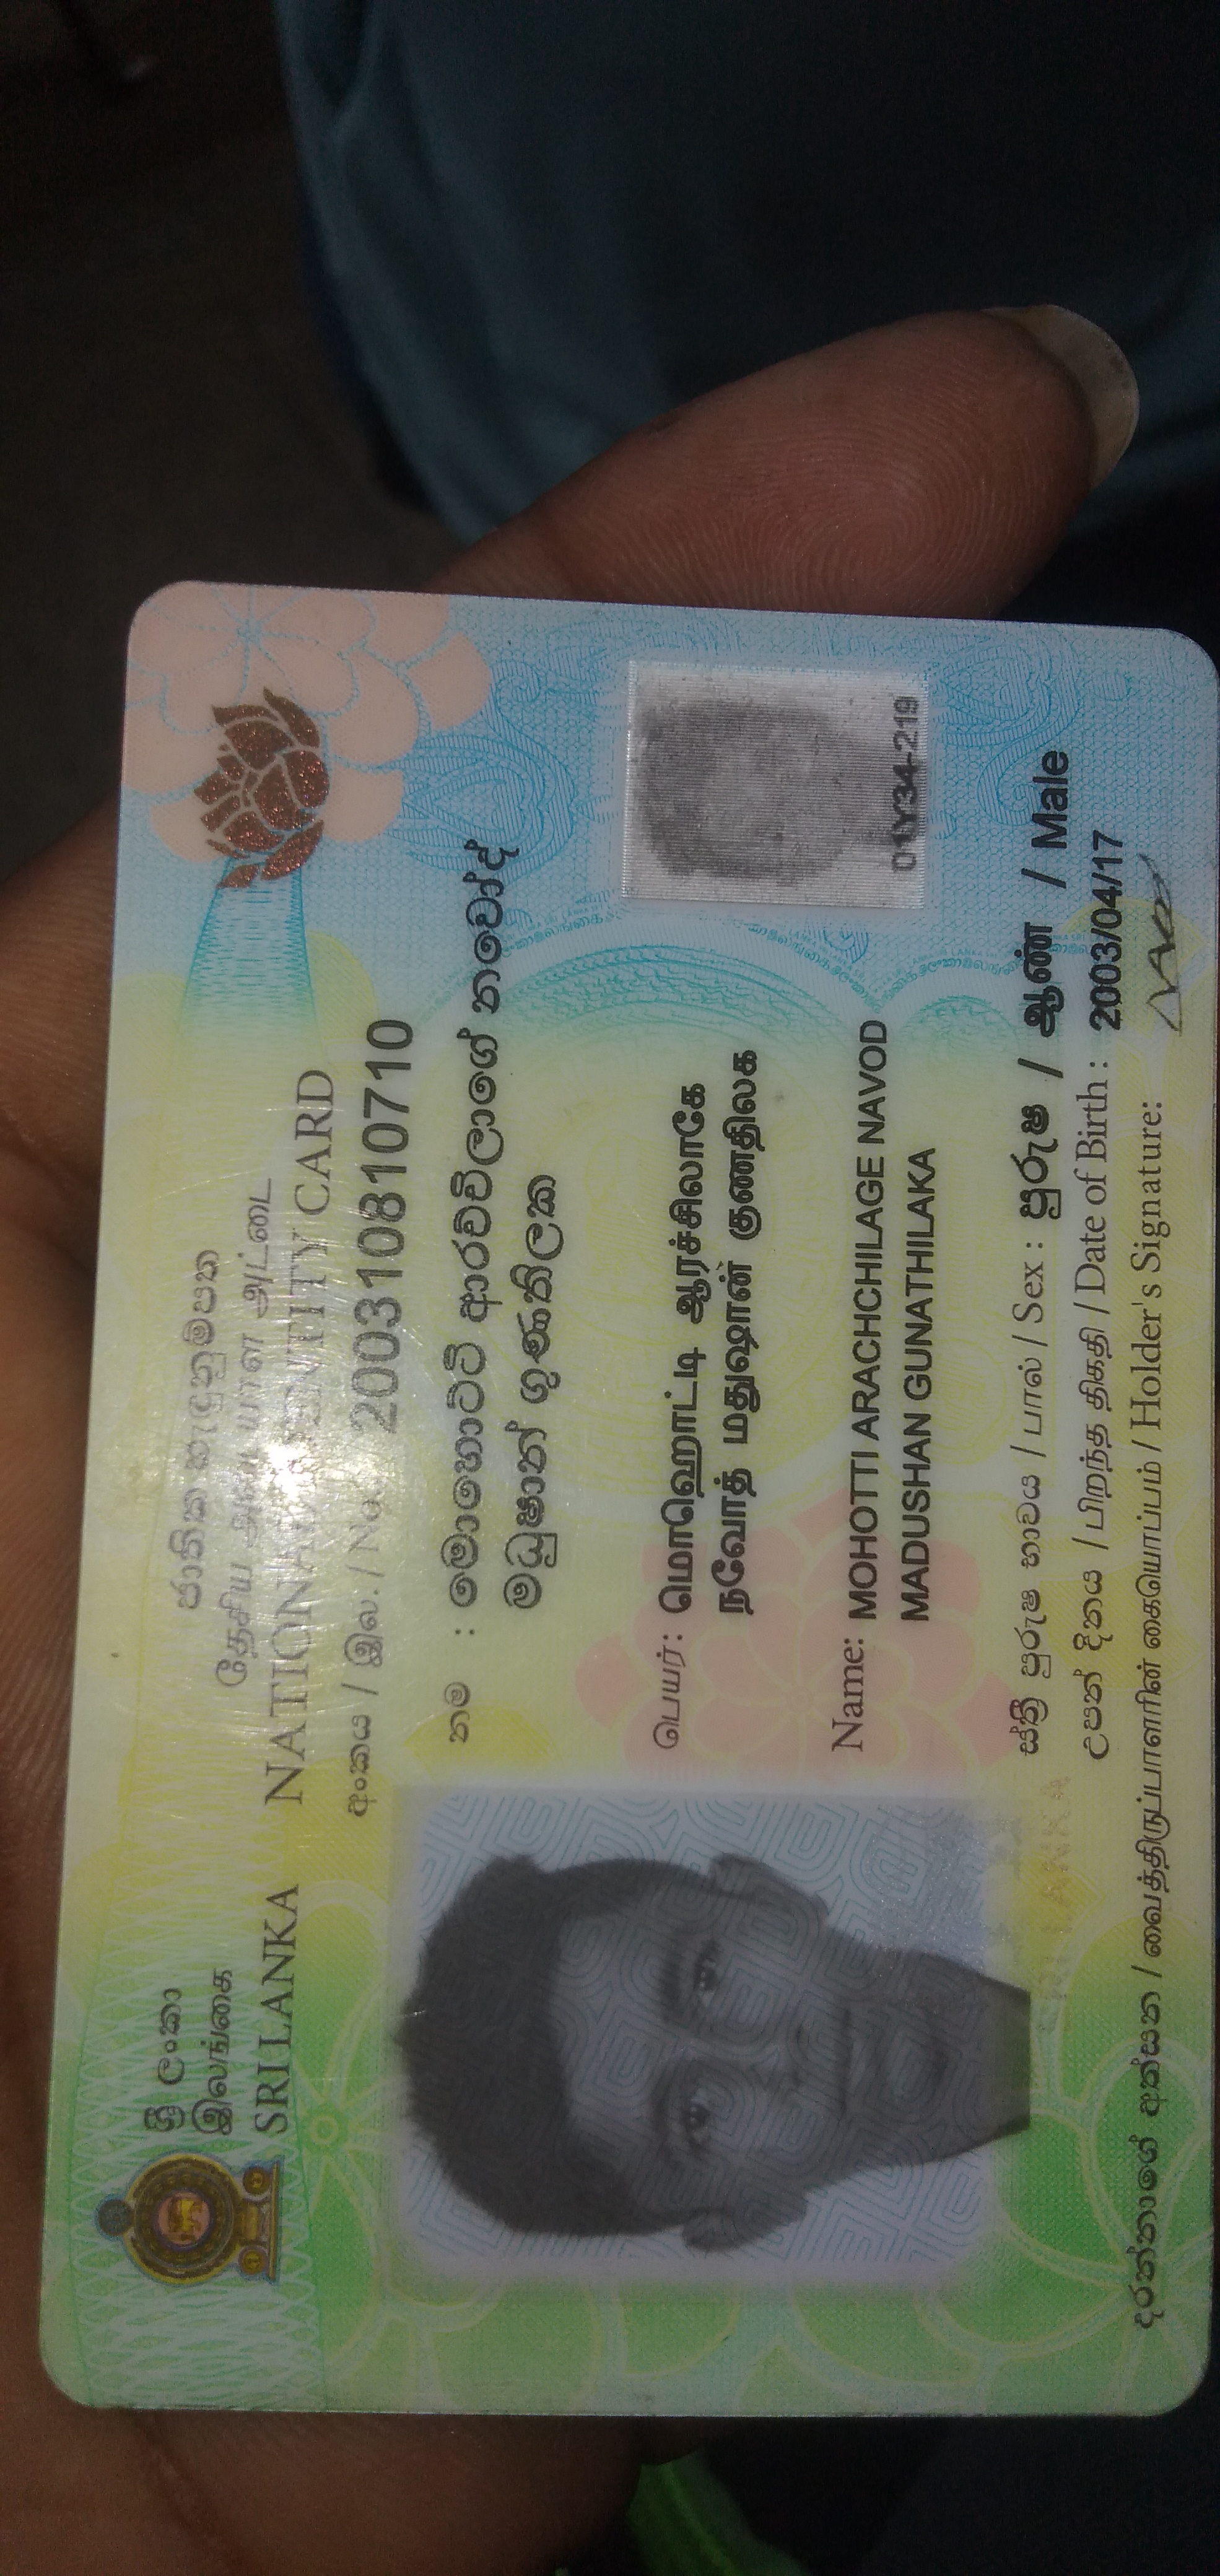 ශ්‍රී ලංකා
இலங்கை
SRI LANKA
ජාතික හැඳුනුම්පත
தேசிய அடையாள அட்டை
NATIONAL IDENTITY CARD
අංකය / இல. / No. 200310810710
නම : මොහොට්ටි ආරච්චිලාගේ නවෝද්
මධුෂාන් ගුණතිලක
பெயர்: மொஹொட்டி ஆரச்சிலாகே
நவோத் மதுஷான் குணதிலக
Name: MOHOTTI ARACHCHILAGE NAVOD
MADUSHAN GUNATHILAKA
01Y34-219
ස්ත්‍රී පුරුෂ භාවය / பால் / Sex : පුරුෂ / ஆண் / Male
උපන් දිනය / பிறந்த திகதி / Date of Birth : 2003/04/17
දරන්නාගේ අත්සන / வைத்திருப்பாளரின் கையொப்பம் / Holder's Signature: